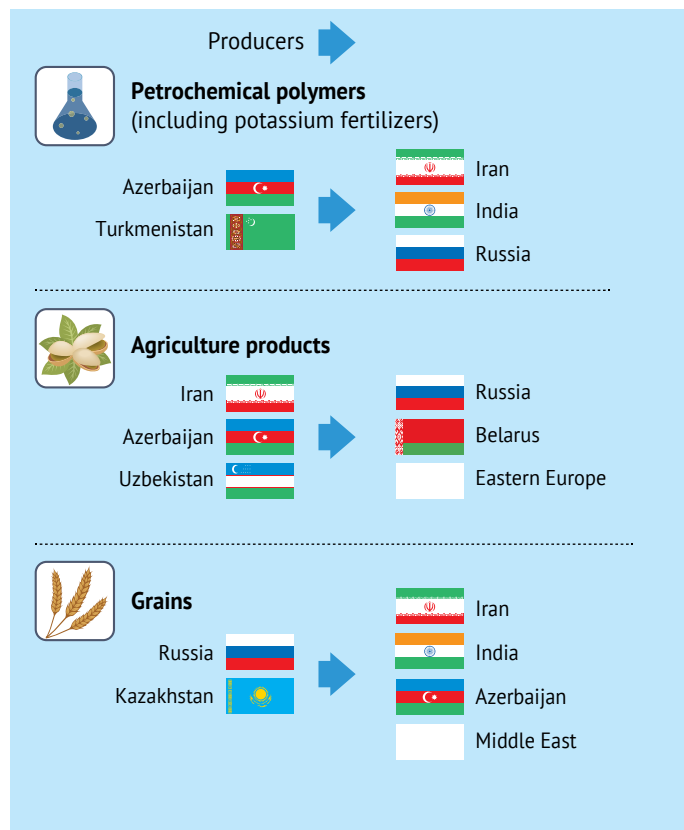 Producers
Petrochemical polymers
(including potassium fertilizers)
Azerbaijan
Turkmenistan
Iran
India
Russia
Agriculture products
Iran
Azerbaijan
Uzbekistan
Russia
Belarus
Eastern Europe
Grains
Russia
Kazakhstan
Iran
India
Azerbaijan
Middle East